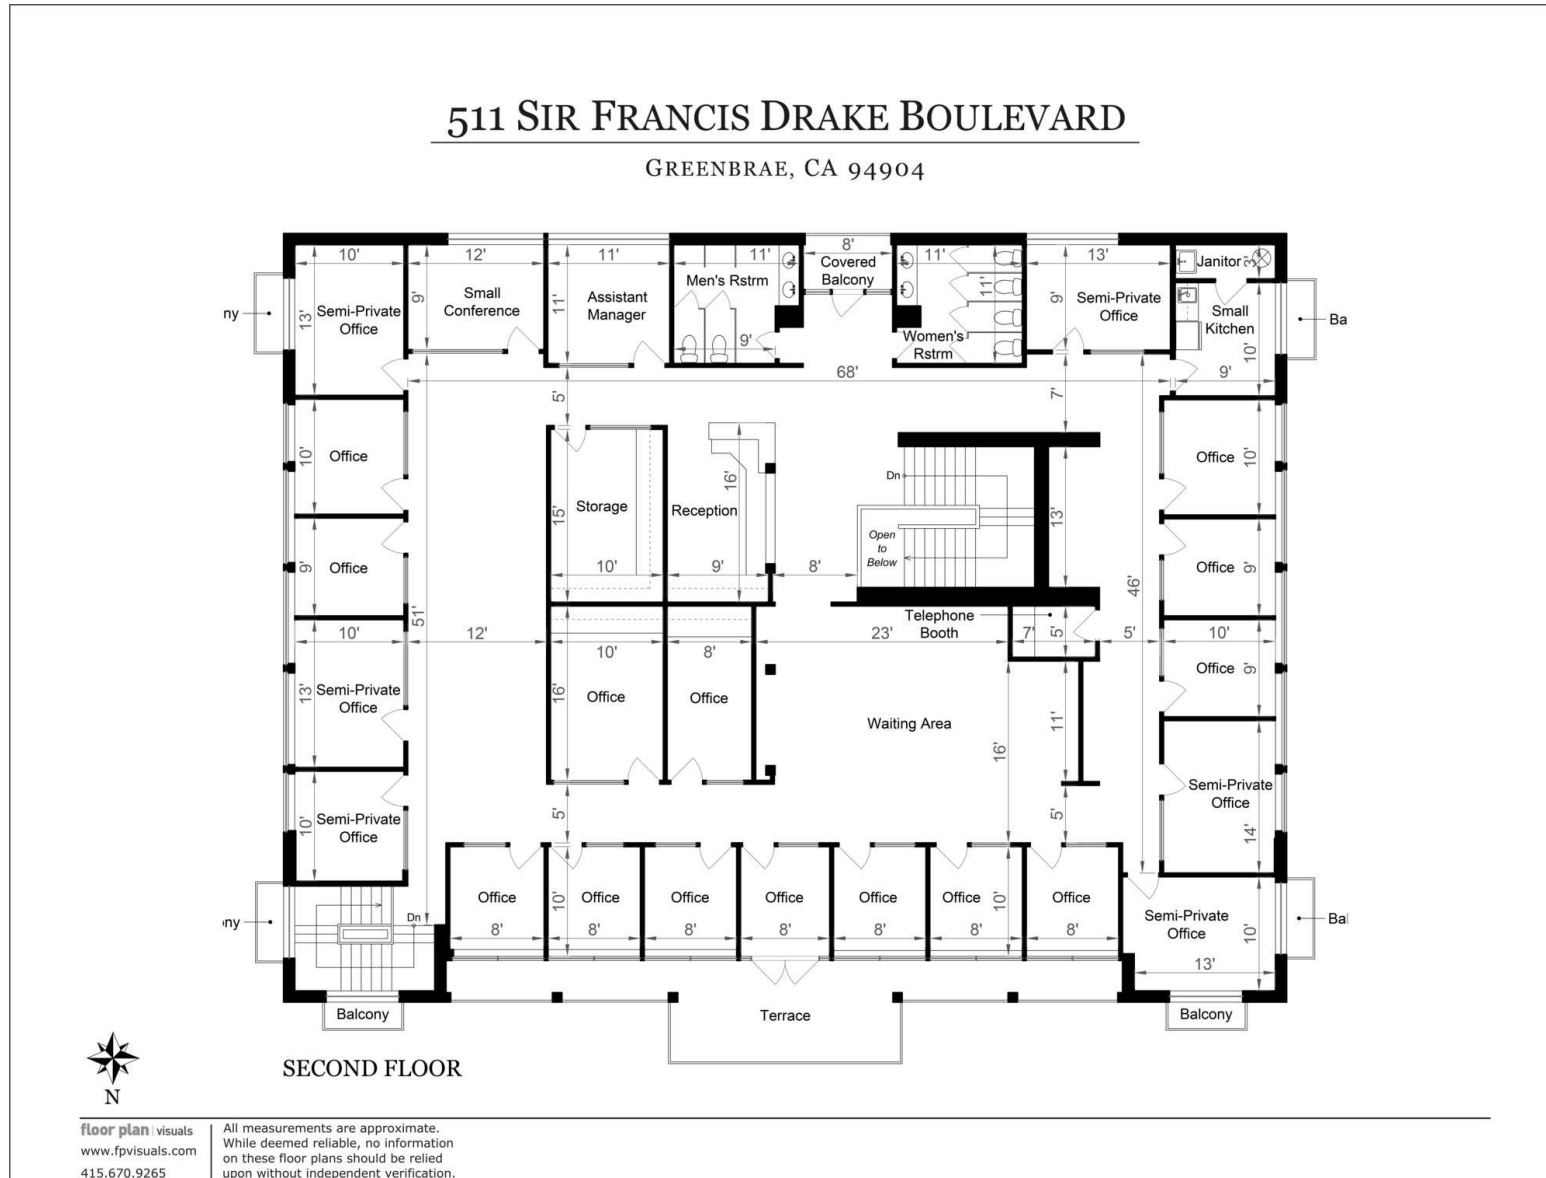 511 SIR FRANCIS DRAKE BOULEVARD
GREENBRAE, CA 94904
10'
12'
11'
11'
8'
11'
13'
Semi-Private
Office
13'
Small
Conference
9'
Assistant
Manager
11'
Men's Rstrm
9'
Covered
Balcony
Women's
Rstrm
11'
Semi-Private
Office
9'
Janitor
3'
Small
Kitchen
10'
9'
ny
Ba
68'
5'
7'
Office
10'
Storage
15'
10'
Reception
16'
9'
8'
Dn
Open
to
Below
13'
Office
10'
Office
9'
Office
9'
51'
46'
Telephone
Booth
7'
5'
5'
10'
12'
10'
8'
23'
10'
Semi-Private
Office
13'
Office
16'
Office
Waiting Area
16'
11'
Office
9'
Semi-Private
Office
10'
Semi-Private
Office
14'
5'
5'
Office
8'
Office
10'
8'
Office
8'
Office
8'
Office
8'
Office
10'
8'
Office
8'
Semi-Private
Office
10'
13'
ny
Dn
Bal
Balcony
Terrace
Balcony
SECOND FLOOR
N
floor plan | visuals
www.fpvisuals.com
415.670.9265
All measurements are approximate.
While deemed reliable, no information
on these floor plans should be relied
upon without independent verification.